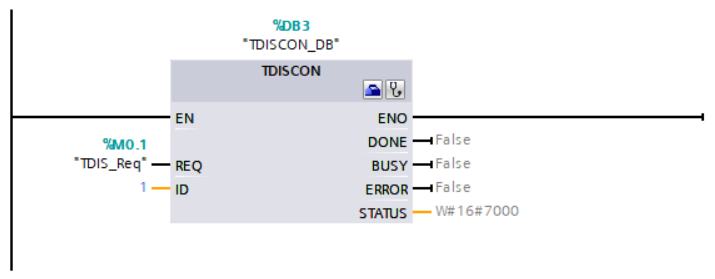 %DB3
"TDISCON_DB"
TDISCON
EN ENO
%M0.1 DONE False
"TDIS_Req" REQ BUSY False
1 ID ERROR False
STATUS W#16#7000